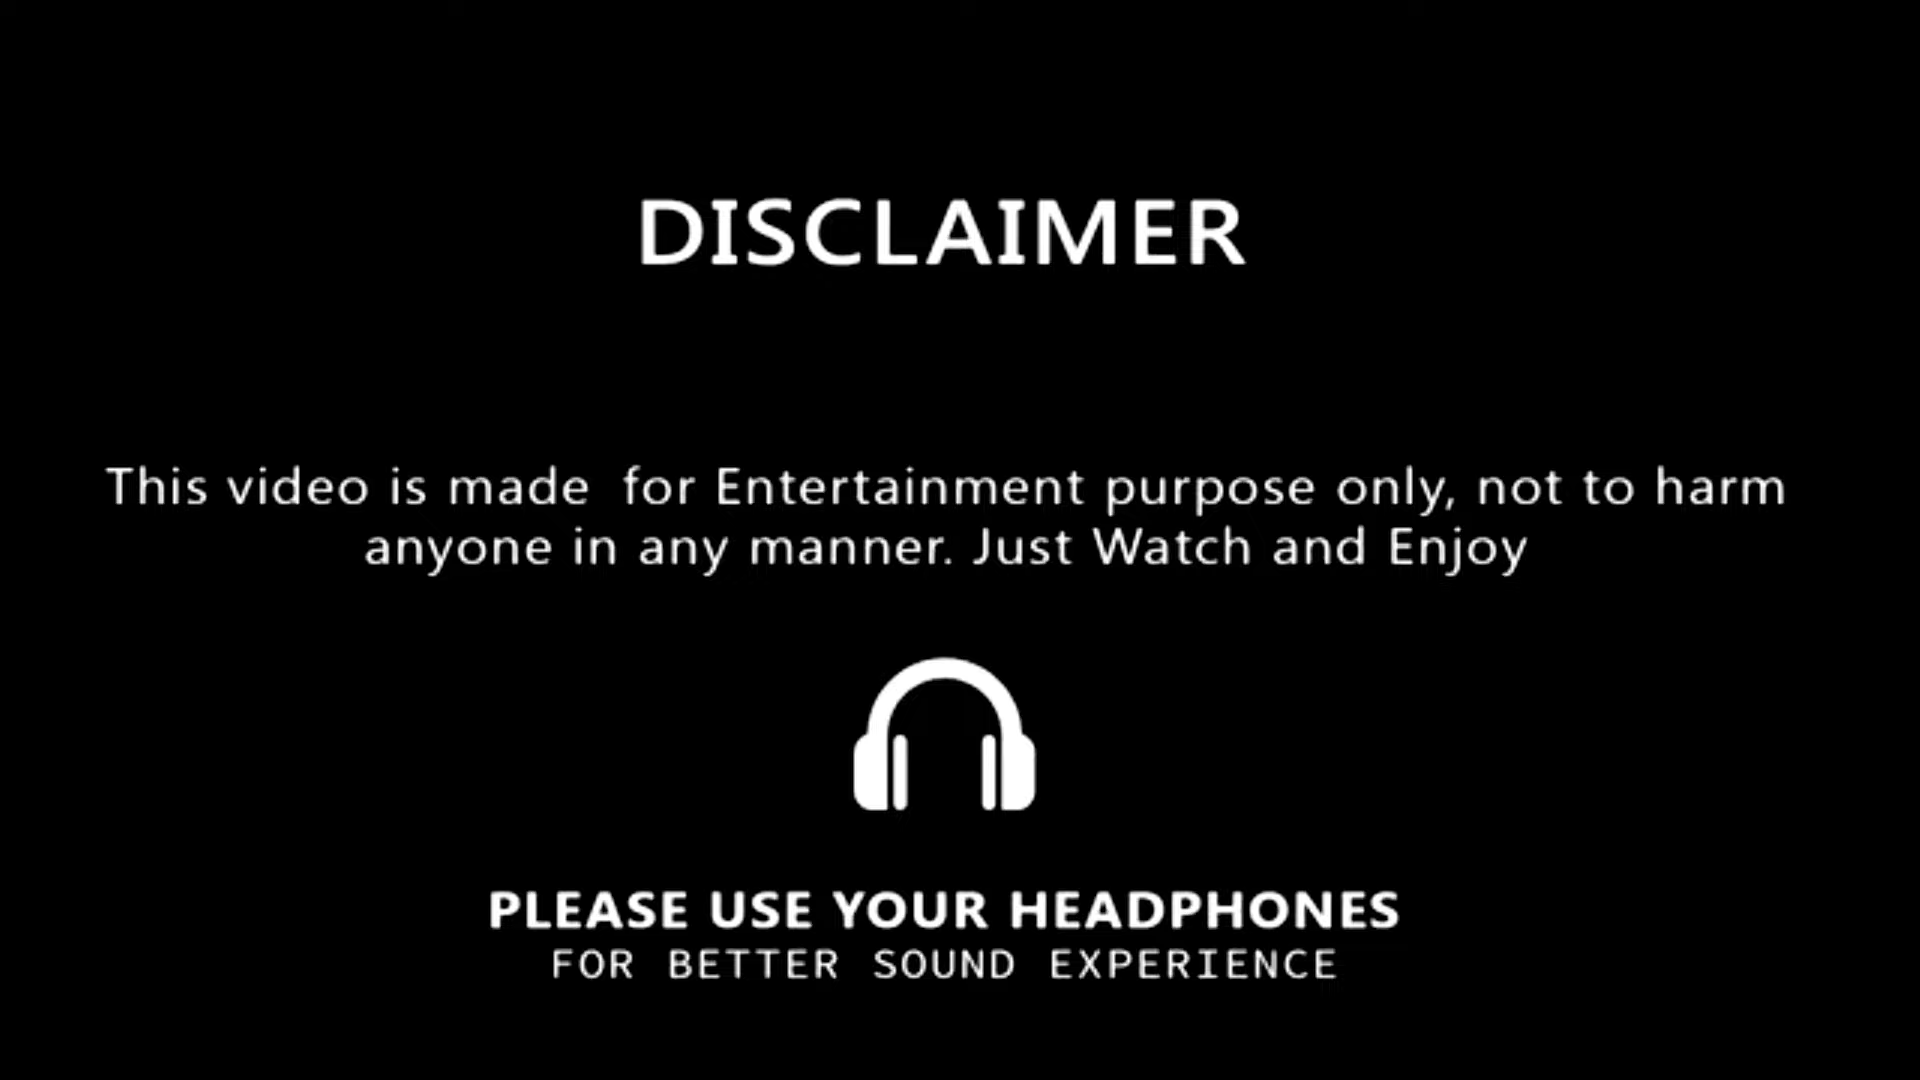 DISCLAIMER
This video is made  for Entertainment purpose only, not to harm
anyone in any manner. Just Watch and Enjoy
PLEASE USE YOUR HEADPHONES
FOR BETTER SOUND EXPERIENCE